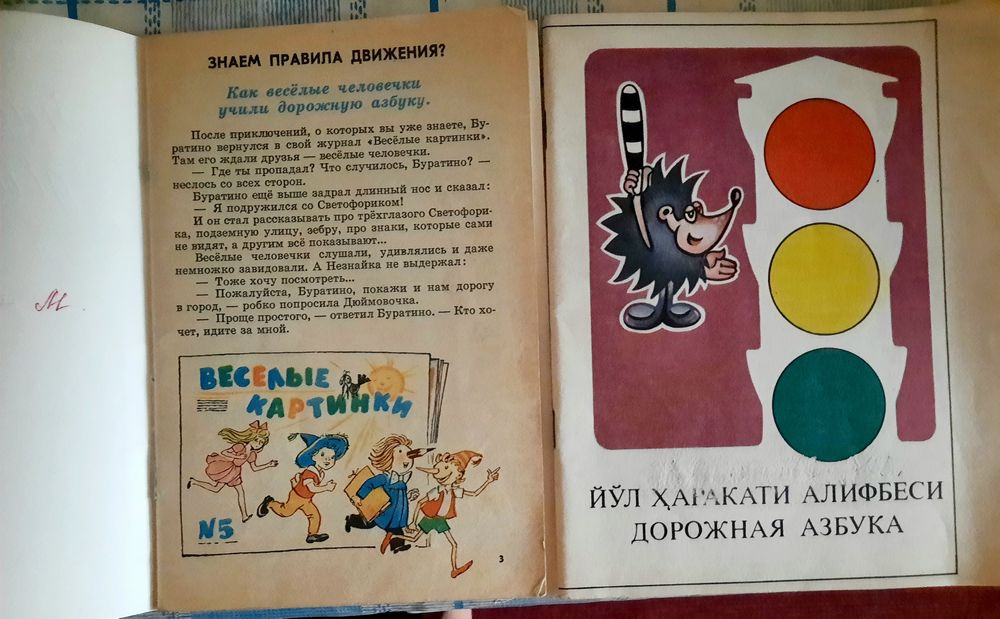 М
ЗНАЕМ ПРАВИЛА ДВИЖЕНИЯ?
Как весёлые человечки
учили дорожную азбуку.
После приключений, о которых вы уже знаете, Бу-
ратино вернулся в свой журнал «Весёлые картинки».
Там его ждали друзья — весёлые человечки.
— Где ты пропадал? Что случилось, Буратино? —
неслось со всех сторон.
Буратино ещё выше задрал длинный нос и сказал:
— Я подружился со Светофориком!
И он стал рассказывать про трёхглазого Светофори-
ка, подземную улицу, зебру, про знаки, которые сами
не видят, а другим всё показывают...
Весёлые человечки слушали, удивлялись и даже
немножко завидовали. А Незнайка не выдержал:
— Тоже хочу посмотреть...
— Пожалуйста, Буратино, покажи и нам дорогу
в город, — робко попросила Дюймовочка.
— Проще простого, — ответил Буратино. — Кто хо-
чет, идите за мной.
ВЕСЕЛЫЕ
КАРТИНКИ
№5
3
ЙЎЛ ҲАРАКАТИ АЛИФБЕСИ
ДОРОЖНАЯ АЗБУКА